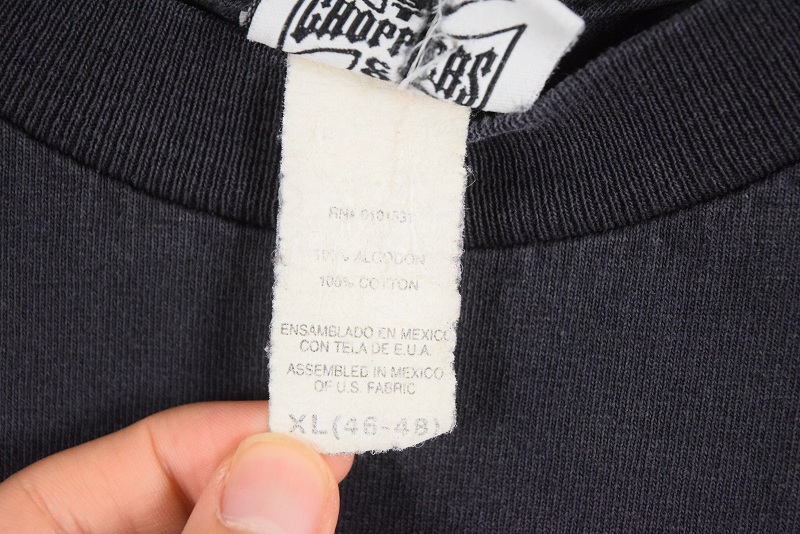 CHOPPERS
&
RN# 0101531
100% ALGODON
100% COTTON
ENSAMBLADO EN MEXICO
CON TELA DE E.U.A.
ASSEMBLED IN MEXICO
OF U.S. FABRIC
XL(46-48)